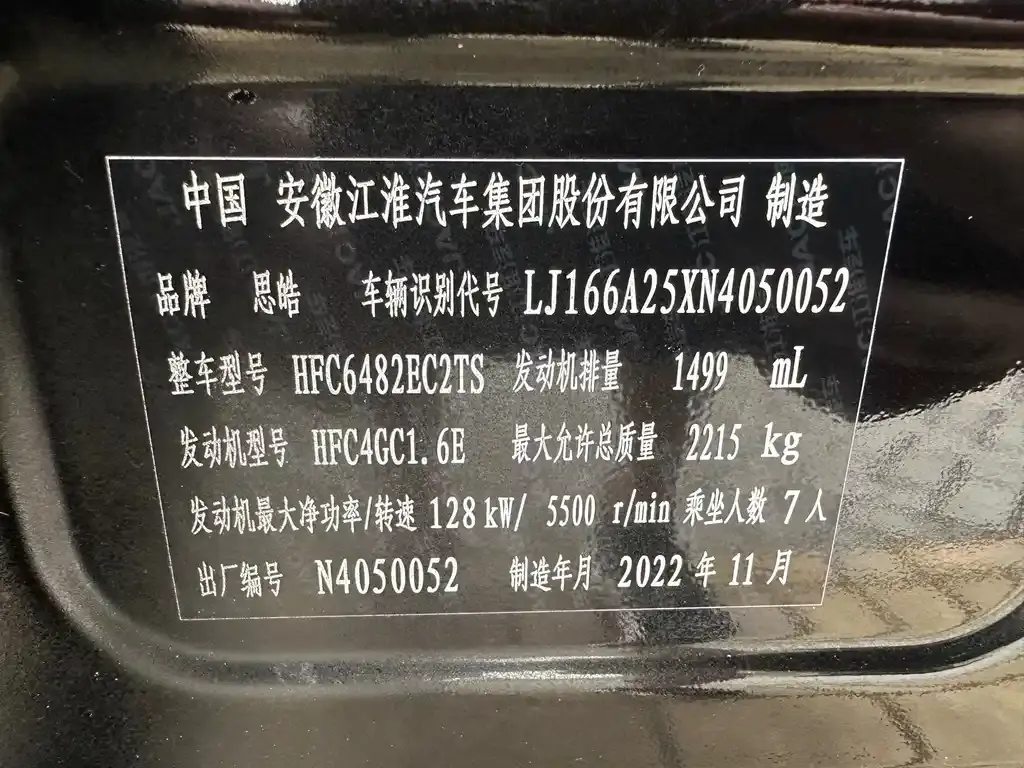 中国 安徽江淮汽车集团股份有限公司 制造
品牌 思皓 车辆识别代号 LJ166A25XN4050052
整车型号 HFC6482EC2TS 发动机排量 1499 mL
发动机型号 HFC4GC1.6E 最大允许总质量 2215 kg
发动机最大净功率/转速 128 kW/ 5500 r/min 乘坐人数 7人
出厂编号 N4050052 制造年月 2022 年 11 月